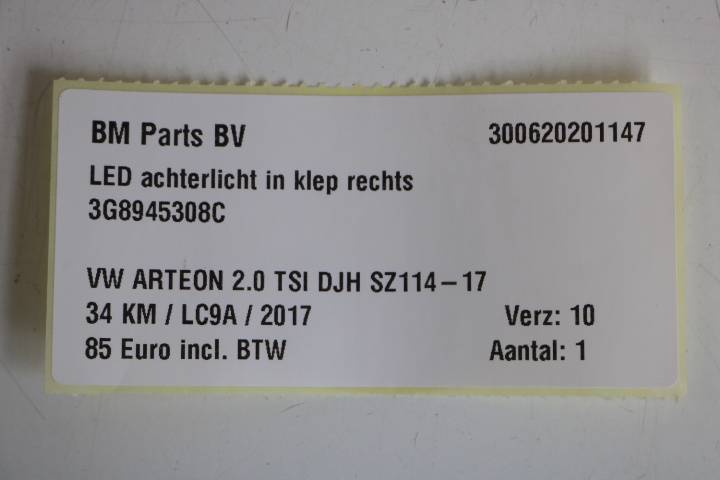 BM Parts BV 300620201147
LED achterlicht in klep rechts
3G8945308C
VW ARTEON 2.0 TSI DJH SZ114-17
34 KM / LC9A / 2017 Verz: 10
85 Euro incl. BTW Aantal: 1